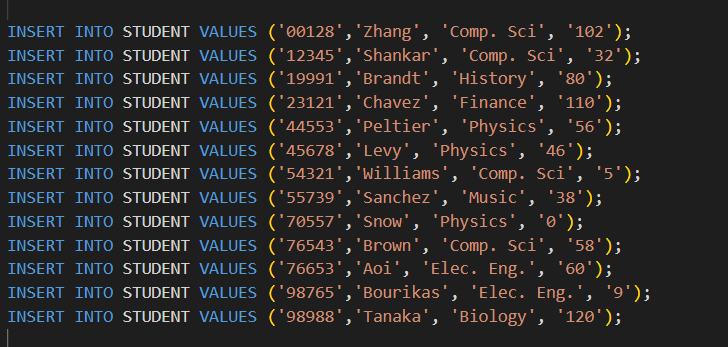 INSERT INTO STUDENT VALUES ('00128','Zhang', 'Comp. Sci', '102');
INSERT INTO STUDENT VALUES ('12345','Shankar', 'Comp. Sci', '32');
INSERT INTO STUDENT VALUES ('19991','Brandt', 'History', '80');
INSERT INTO STUDENT VALUES ('23121','Chavez', 'Finance', '110');
INSERT INTO STUDENT VALUES ('44553','Peltier', 'Physics', '56');
INSERT INTO STUDENT VALUES ('45678','Levy', 'Physics', '46');
INSERT INTO STUDENT VALUES ('54321','Williams', 'Comp. Sci', '5');
INSERT INTO STUDENT VALUES ('55739','Sanchez', 'Music', '38');
INSERT INTO STUDENT VALUES ('70557','Snow', 'Physics', '0');
INSERT INTO STUDENT VALUES ('76543','Brown', 'Comp. Sci', '58');
INSERT INTO STUDENT VALUES ('76653','Aoi', 'Elec. Eng.', '60');
INSERT INTO STUDENT VALUES ('98765','Bourikas', 'Elec. Eng.', '9');
INSERT INTO STUDENT VALUES ('98988','Tanaka', 'Biology', '120');